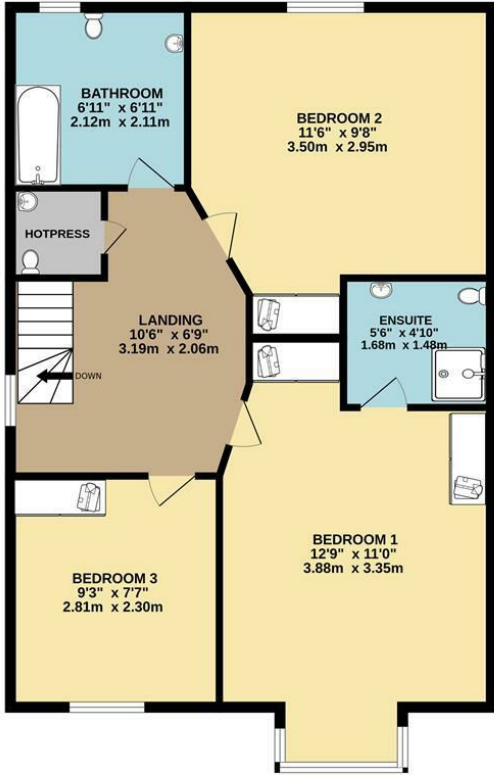 BATHROOM
6'11" x 6'11"
2.12m x 2.11m
BEDROOM 2
11'6" x 9'8"
3.50m x 2.95m
HOTPRESS
LANDING
10'6" x 6'9"
3.19m x 2.06m
ENSUITE
5'6" x 4'10"
1.68m x 1.48m
DOWN
BEDROOM 1
12'9" x 11'0"
3.88m x 3.35m
BEDROOM 3
9'3" x 7'7"
2.81m x 2.30m